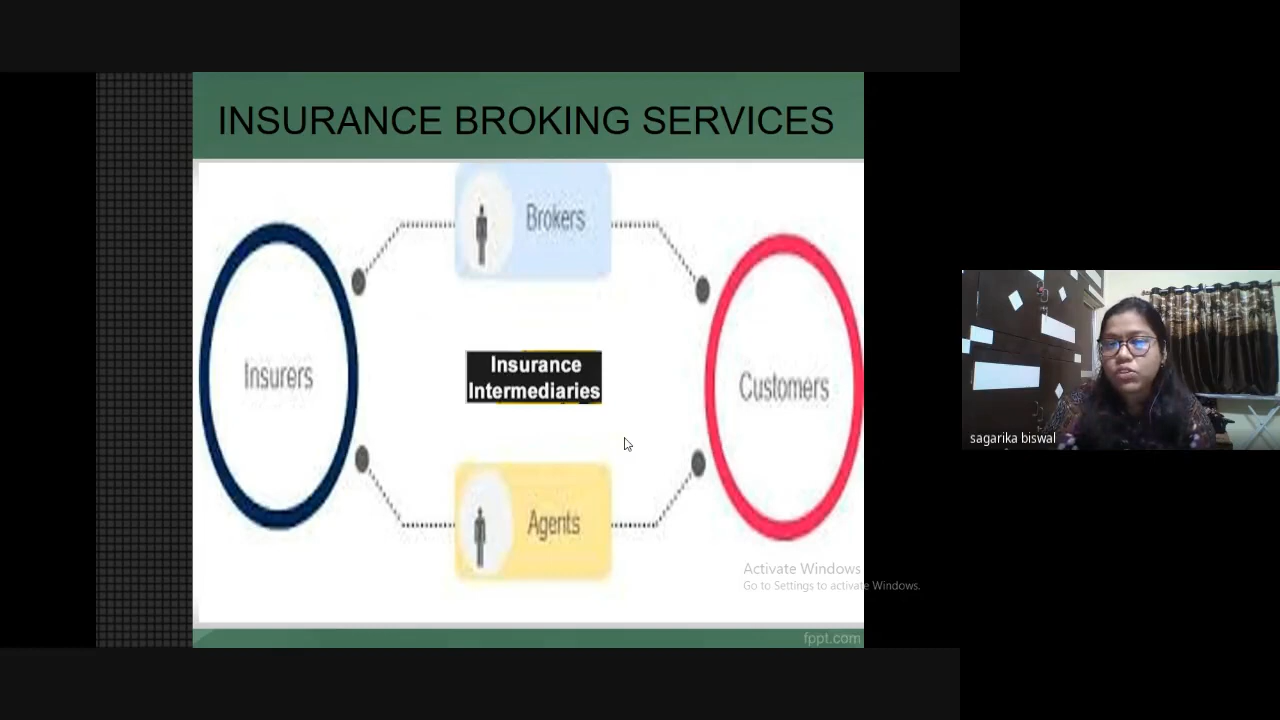 INSURANCE BROKING SERVICES
Brokers
Insurance
Intermediaries
Insurers
Customers
Agents
sagarika biswal
Activate Windows
Go to Settings to activate Windows.
fppt.com